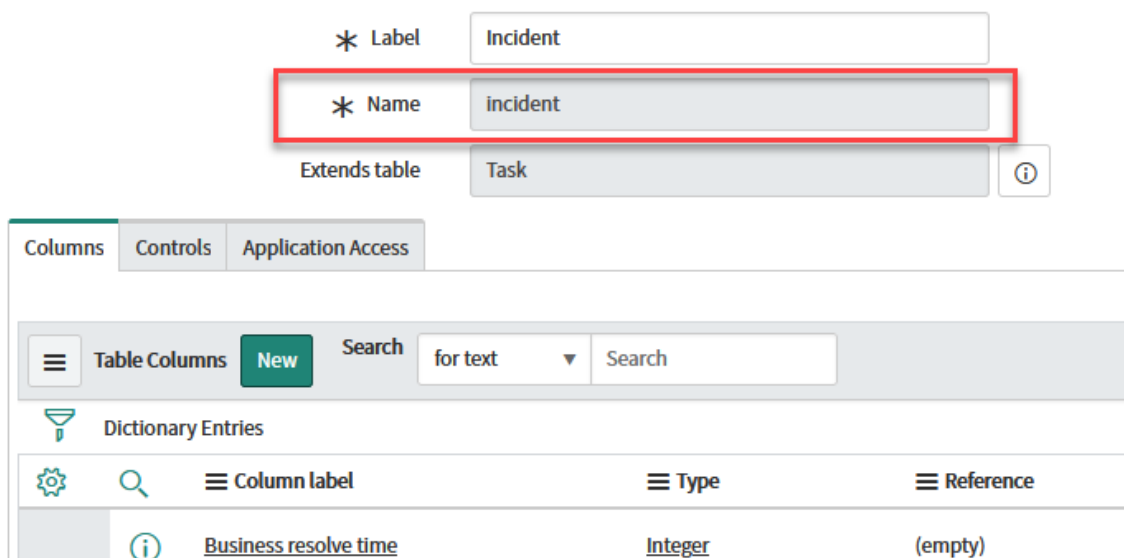 * Label Incident
* Name incident
Extends table Task
Columns Controls Application Access
Table Columns New Search for text Search
Dictionary Entries
Column label Type Reference
Business resolve time Integer (empty)